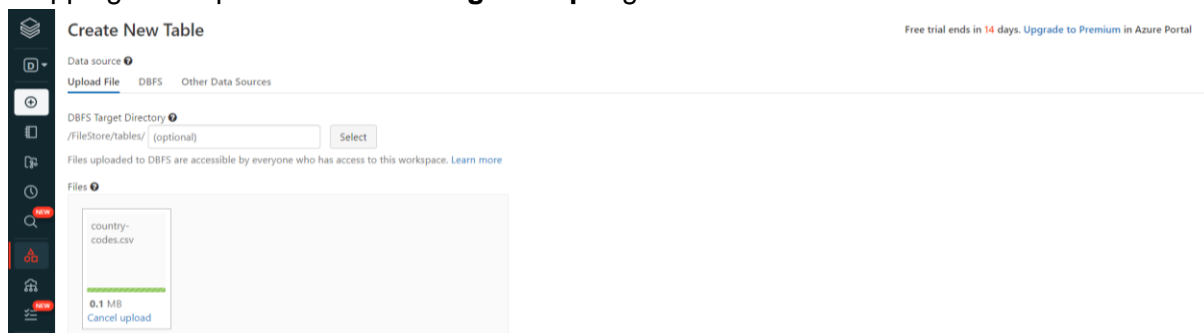 Create New Table
Free trial ends in 14 days. Upgrade to Premium in Azure Portal
D
Data source
Upload File DBFS Other Data Sources
DBFS Target Directory
/FileStore/tables/ (optional) Select
Files uploaded to DBFS are accessible by everyone who has access to this workspace. Learn more
Files
NEW
country-
codes.csv
0.1 MB
NEW
Cancel upload